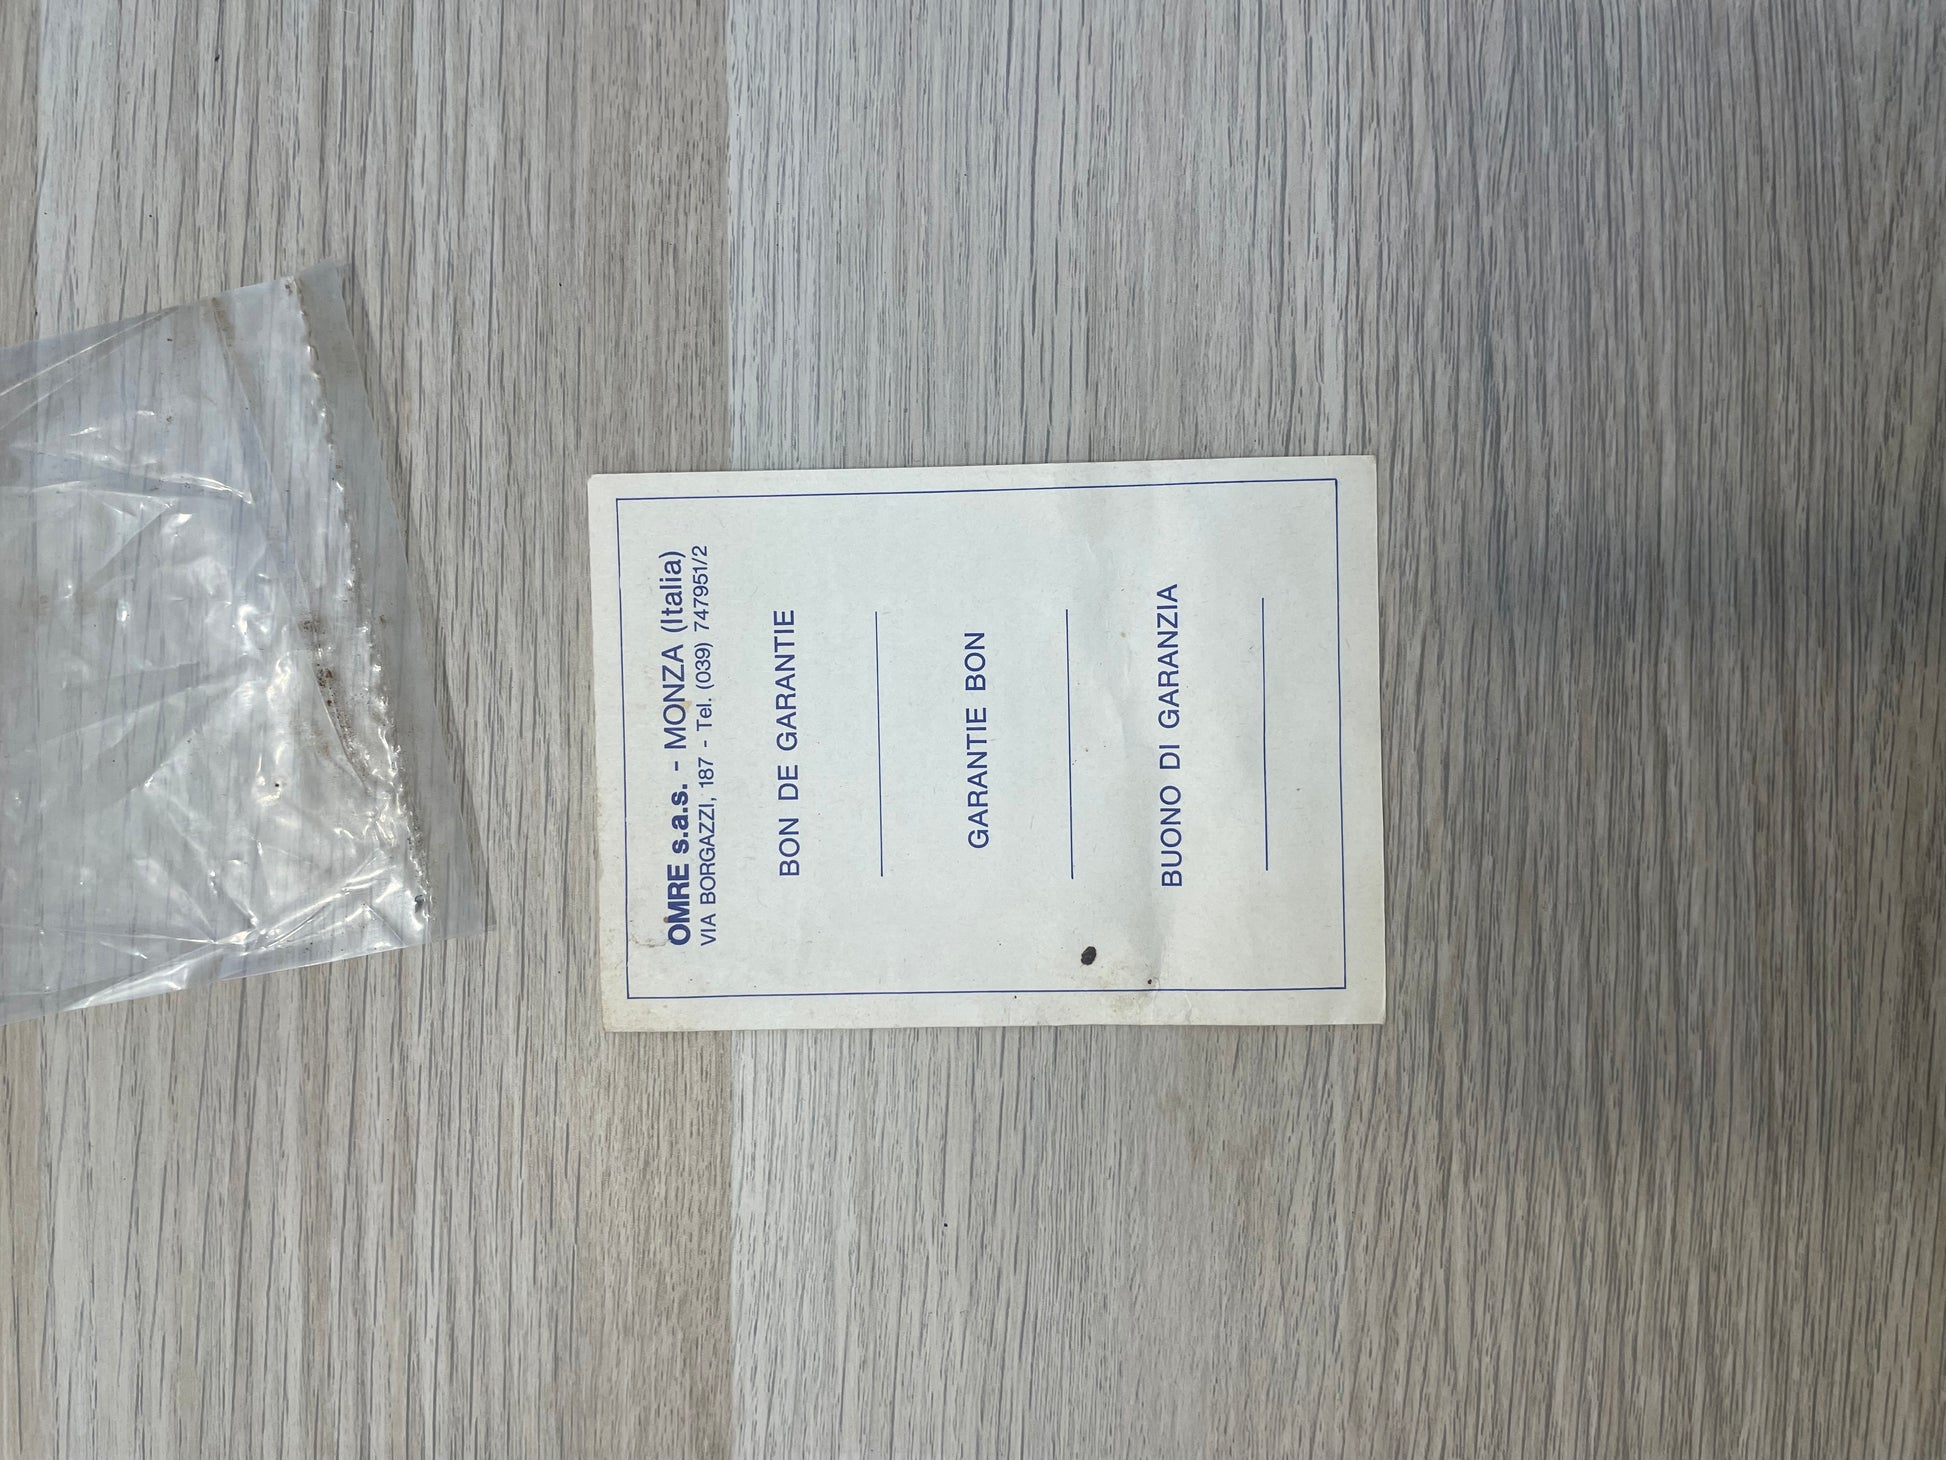 OMRE s.a.s. - MONZA (Italia)
VIA BORGAZZI, 187 - Tel. (039) 747951/2
BON DE GARANTIE
GARANTIE BON
BUONO DI GARANZIA